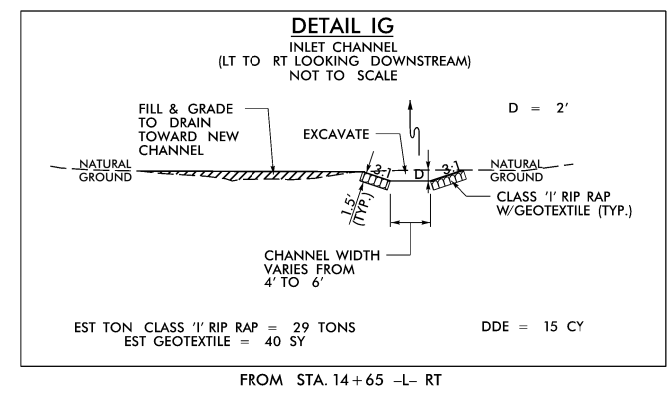 DETAIL IG
INLET CHANNEL
(LT TO RT LOOKING DOWNSTREAM)
NOT TO SCALE
FILL & GRADE
TO DRAIN
TOWARD NEW
CHANNEL
EXCAVATE
D = 2'
NATURAL
GROUND
3:1
D
3:1
NATURAL
GROUND
1.5'
(TYP.)
CLASS 'I' RIP RAP
W/GEOTEXTILE (TYP.)
CHANNEL WIDTH
VARIES FROM
4' TO 6'
EST TON CLASS 'I' RIP RAP = 29 TONS
EST GEOTEXTILE = 40 SY
DDE = 15 CY
FROM STA. 14+65 -L- RT